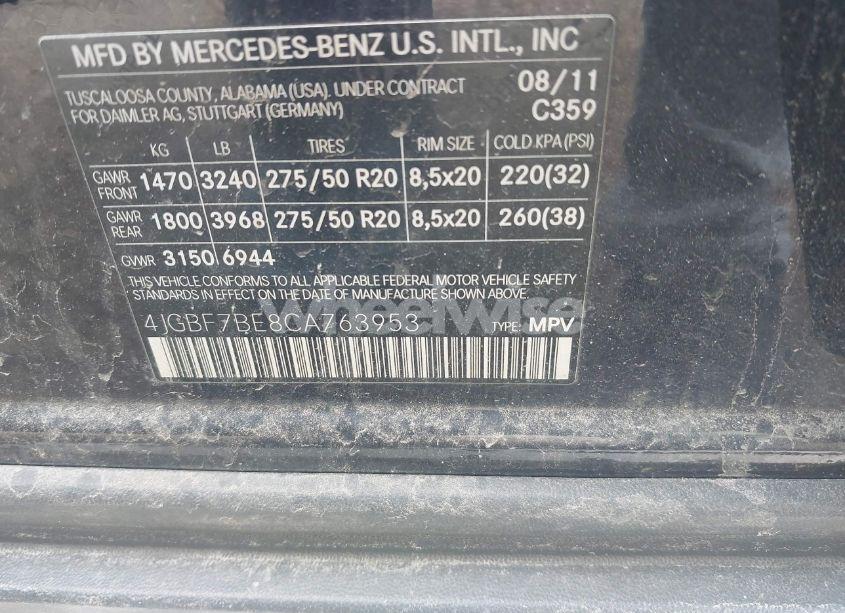 MFD BY MERCEDES-BENZ U.S. INTL., INC
TUSCALOOSA COUNTY, ALABAMA (USA). UNDER CONTRACT 08/11
FOR DAIMLER AG, STUTTGART (GERMANY) C359
KG LB TIRES RIM SIZE COLD.KPA (PSI)
GAWR FRONT 1470 3240 275/50 R20 8,5x20 220(32)
GAWR REAR 1800 3968 275/50 R20 8,5x20 260(38)
GVWR 3150 6944
THIS VEHICLE CONFORMS TO ALL APPLICABLE FEDERAL MOTOR VEHICLE SAFETY
STANDARDS IN EFFECT ON THE DATE OF MANUFACTURE SHOWN ABOVE.
4JGBF7BE8CA763953 TYPE: MPV
wheelwise